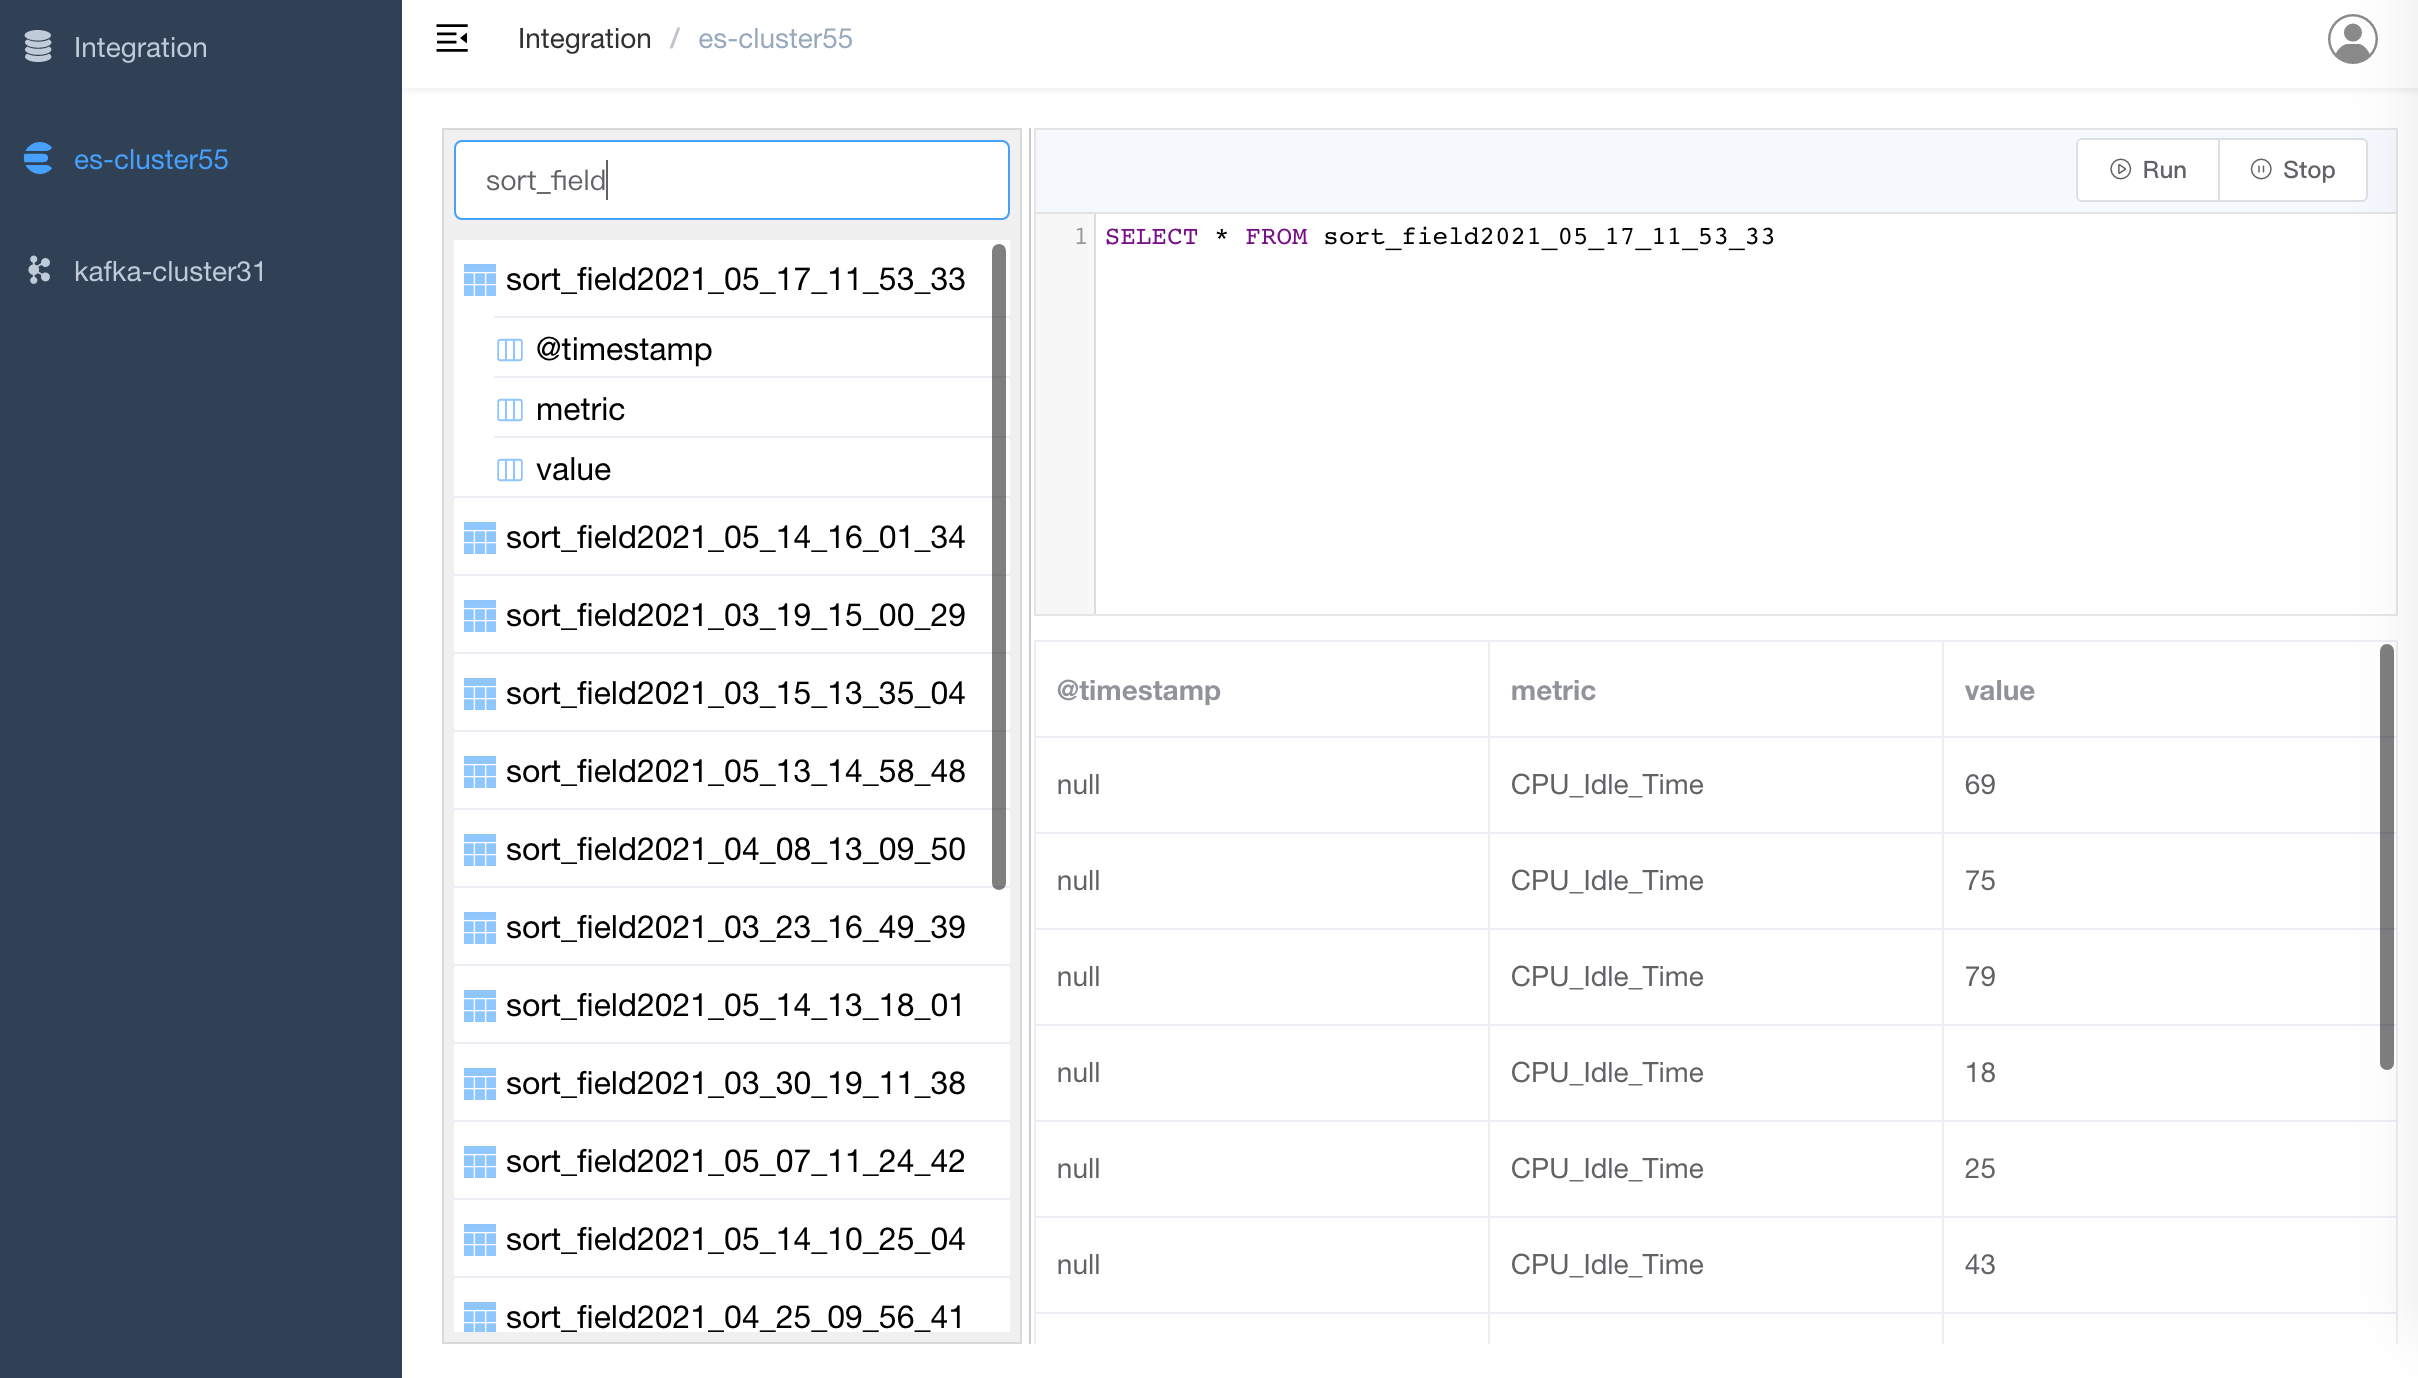 Integration
es-cluster55
kafka-cluster31
Integration / es-cluster55
sort_field
sort_field2021_05_17_11_53_33
@timestamp
metric
value
sort_field2021_05_14_16_01_34
sort_field2021_03_19_15_00_29
sort_field2021_03_15_13_35_04
sort_field2021_05_13_14_58_48
sort_field2021_04_08_13_09_50
sort_field2021_03_23_16_49_39
sort_field2021_05_14_13_18_01
sort_field2021_03_30_19_11_38
sort_field2021_05_07_11_24_42
sort_field2021_05_14_10_25_04
sort_field2021_04_25_09_56_41
Run Stop
1 SELECT * FROM sort_field2021_05_17_11_53_33
@timestamp metric value
null CPU_Idle_Time 69
null CPU_Idle_Time 75
null CPU_Idle_Time 79
null CPU_Idle_Time 18
null CPU_Idle_Time 25
null CPU_Idle_Time 43